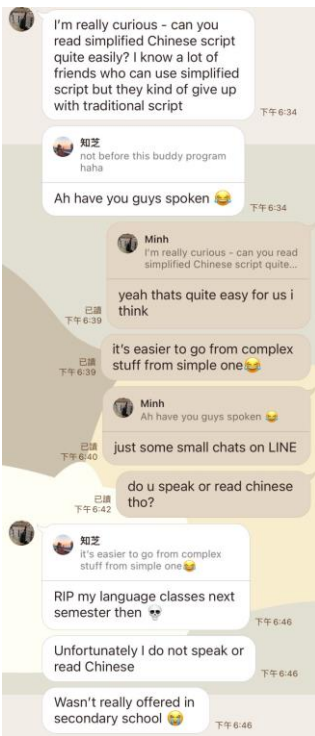 I'm really curious - can you
read simplified Chinese script
quite easily? I know a lot of
friends who can use simplified
script but they kind of give up
with traditional script
下午6:34
知芝
not before this buddy program
haha
Ah have you guys spoken 😂
下午6:34
Minh
I'm really curious - can you read
simplified Chinese script quite...
yeah thats quite easy for us i
think
已讀
下午6:39
it's easier to go from complex
stuff from simple one😂
已讀
下午6:39
Minh
Ah have you guys spoken 😂
just some small chats on LINE
已讀
下午6:40
do u speak or read chinese
tho?
已讀
下午6:42
知芝
it's easier to go from complex
stuff from simple one😂
RIP my language classes next
semester then 💀
下午6:46
Unfortunately I do not speak or
read Chinese
下午6:46
Wasn't really offered in
secondary school 😭
下午6:46